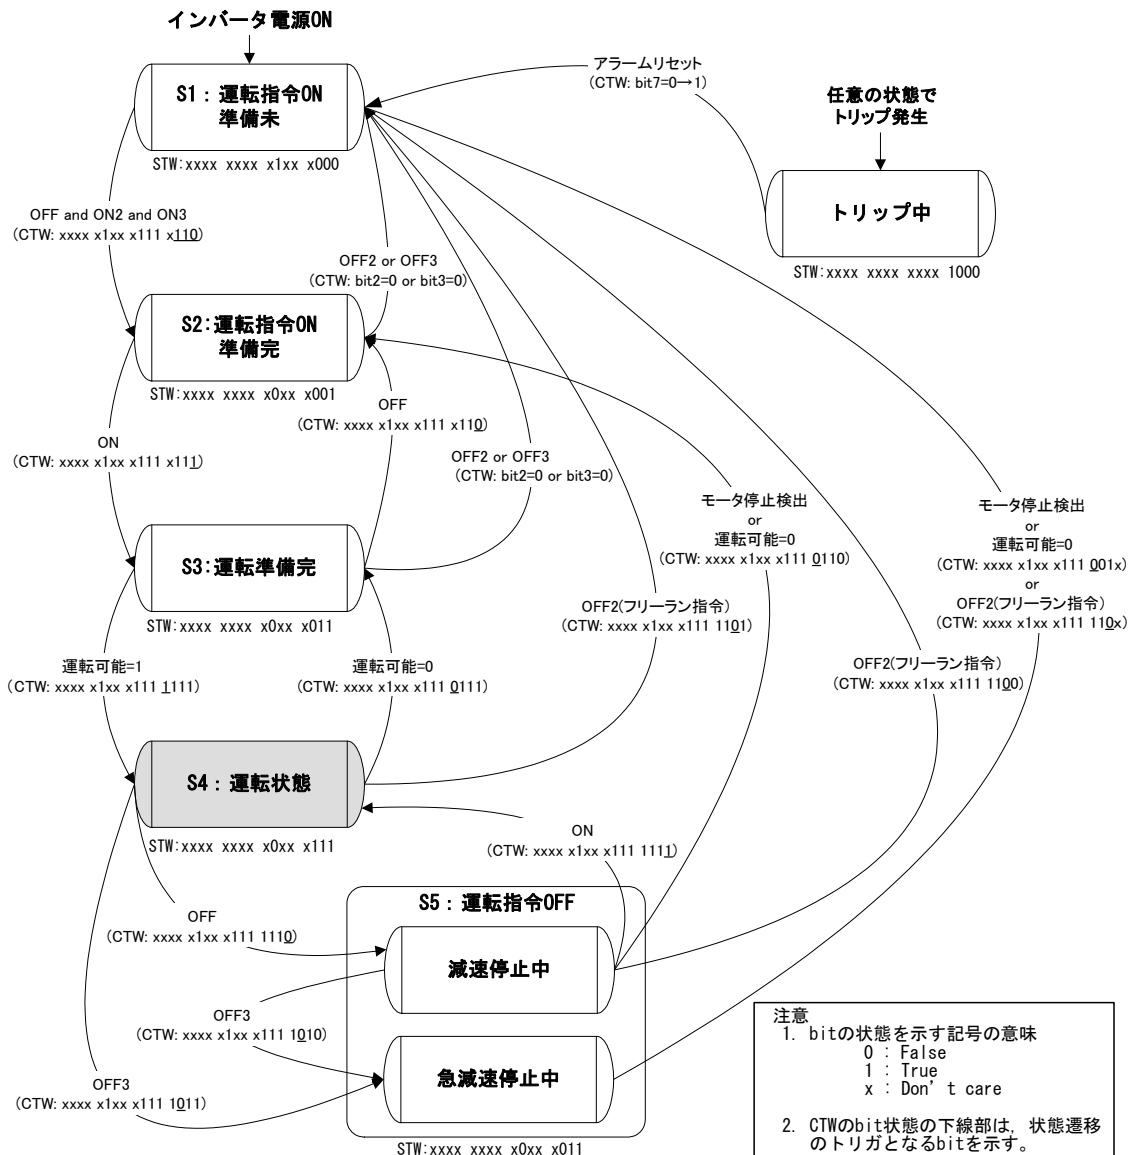 インバータ電源ON
S1：運転指令ON
準備未
STW:xxxx xxxx x1xx x000
アラームリセット
(CTW: bit7=0→1)
任意の状態で
トリップ発生
トリップ中
STW:xxxx xxxx xxxx 1000
OFF and ON2 and ON3
(CTW: xxxx x1xx x111 x110)
OFF2 or OFF3
(CTW: bit2=0 or bit3=0)
S2:運転指令ON
準備完
STW:xxxx xxxx x0xx x001
OFF
(CTW: xxxx x1xx x111 x110)
ON
(CTW: xxxx x1xx x111 x111)
OFF2 or OFF3
(CTW: bit2=0 or bit3=0)
モータ停止検出
or
運転可能=0
(CTW: xxxx x1xx x111 0110)
モータ停止検出
or
運転可能=0
(CTW: xxxx x1xx x111 001x)
or
OFF2(フリーラン指令)
(CTW: xxxx x1xx x111 110x)
S3:運転準備完
STW:xxxx xxxx x0xx x011
OFF2(フリーラン指令)
(CTW: xxxx x1xx x111 1101)
運転可能=1
(CTW: xxxx x1xx x111 1111)
運転可能=0
(CTW: xxxx x1xx x111 0111)
OFF2(フリーラン指令)
(CTW: xxxx x1xx x111 1100)
S4：運転状態
STW:xxxx xxxx x0xx x111
ON
(CTW: xxxx x1xx x111 1111)
S5：運転指令OFF
OFF
(CTW: xxxx x1xx x111 1110)
減速停止中
OFF3
(CTW: xxxx x1xx x111 1010)
急減速停止中
OFF3
(CTW: xxxx x1xx x111 1011)
STW:xxxx xxxx x0xx x011
注意
1. bitの状態を示す記号の意味
0 : False
1 : True
x : Don't care
2. CTWのbit状態の下線部は，状態遷移
のトリガとなるbitを示す。